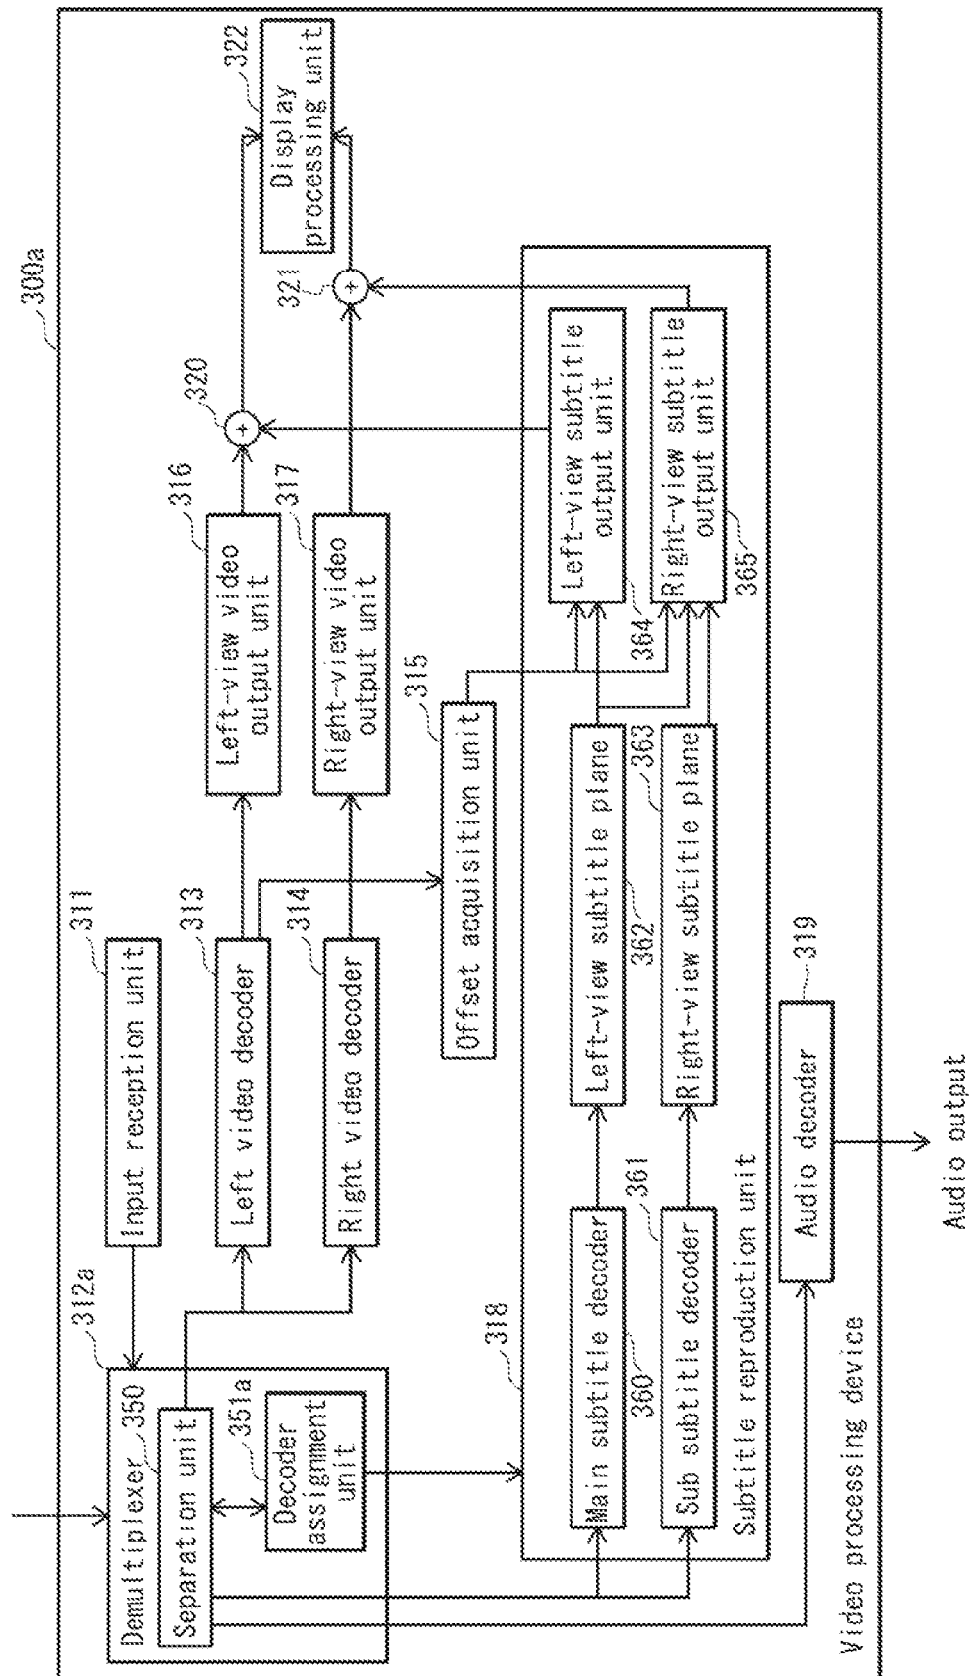 300a
312a
Demultiplexer
350
Separation unit
351a
Decoder
assignment
unit
311
Input reception unit
313
Left video decoder
314
Right video decoder
316
Left-view video
output unit
317
Right-view video
output unit
315
Offset acquisition unit
320
321
322
Display
processing unit
318
Main subtitle decoder
360
361
Sub subtitle decoder
Left-view subtitle plane
362
363
Right-view subtitle plane
Left-view subtitle
output unit
364
Right-view subtitle
output unit
365
Subtitle reproduction unit
319
Audio decoder
Video processing device
Audio output
+
+